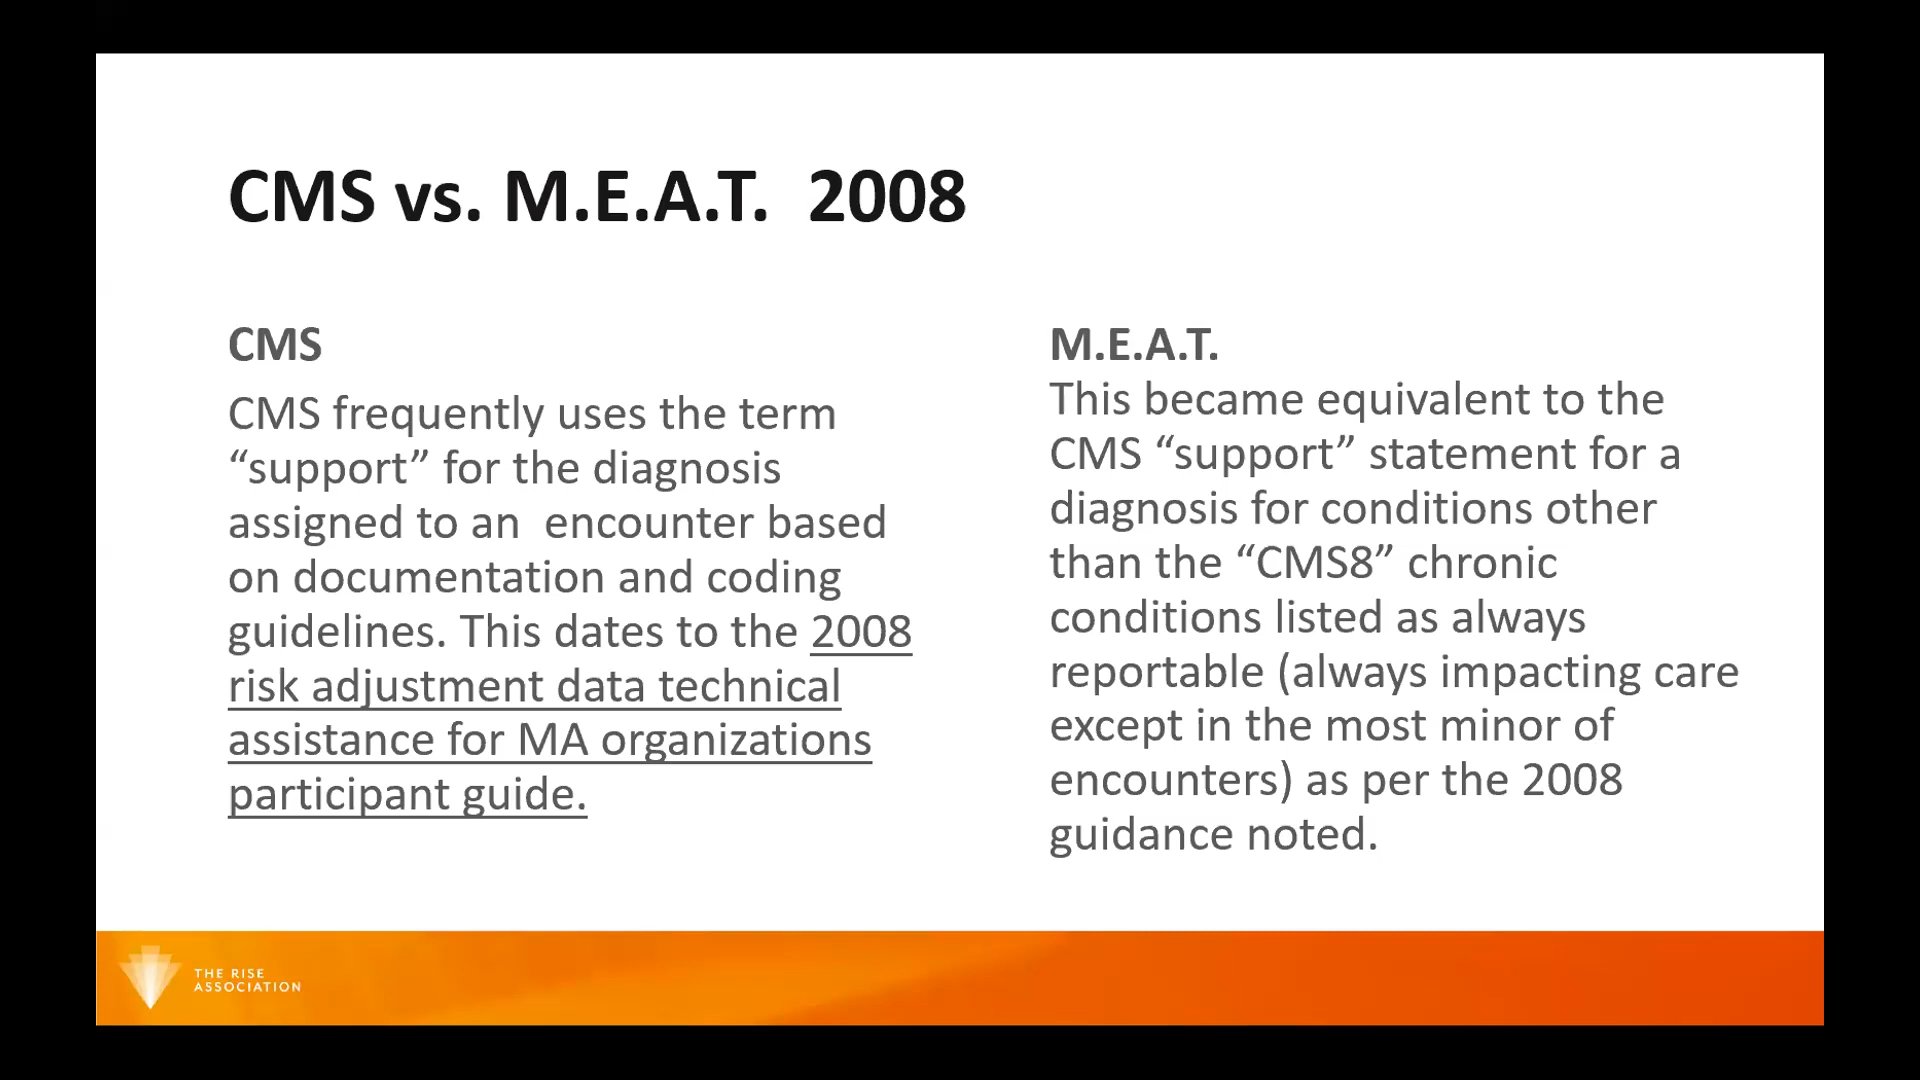 CMS vs. M.E.A.T.  2008
CMS
CMS frequently uses the term
“support” for the diagnosis
assigned to an  encounter based
on documentation and coding
guidelines. This dates to the 2008
risk adjustment data technical
assistance for MA organizations
participant guide.
M.E.A.T.
This became equivalent to the
CMS “support” statement for a
diagnosis for conditions other
than the “CMS8” chronic
conditions listed as always
reportable (always impacting care
except in the most minor of
encounters) as per the 2008
guidance noted.
THE RISE
ASSOCIATION